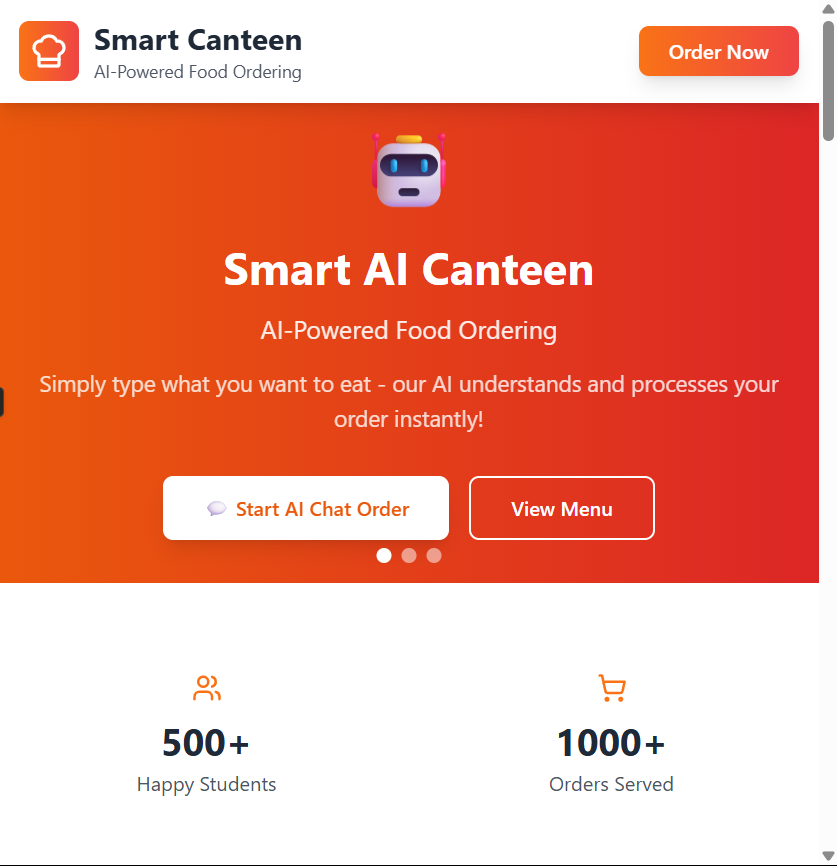 Smart Canteen
AI-Powered Food Ordering
Order Now
Smart AI Canteen
AI-Powered Food Ordering
Simply type what you want to eat - our AI understands and processes your
order instantly!
Start AI Chat Order
View Menu
500+
Happy Students
1000+
Orders Served